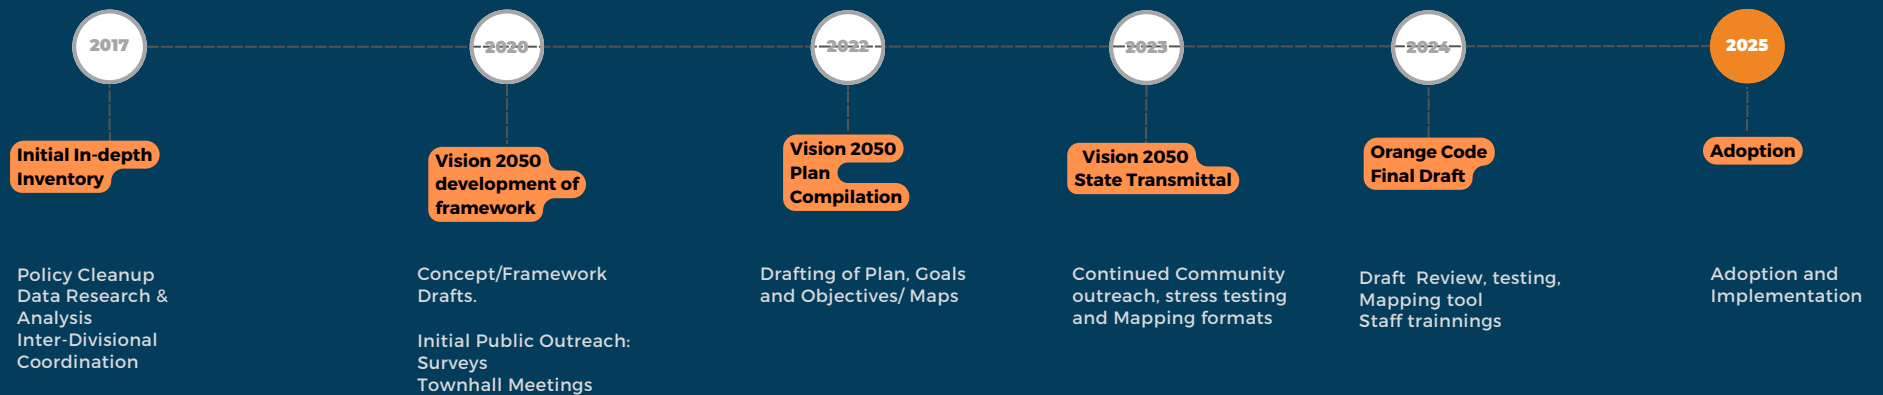 2017
2020
2022
2023
2024
2025
Initial In-depth
Inventory
Vision 2050
development of
framework
Vision 2050
Plan
Compilation
Vision 2050
State Transmittal
Orange Code
Final Draft
Adoption
Policy Cleanup
Data Research &
Analysis
Inter-Divisional
Coordination
Concept/Framework
Drafts.
Initial Public Outreach:
Surveys
Townhall Meetings
Drafting of Plan, Goals
and Objectives/ Maps
Continued Community
outreach, stress testing
and Mapping formats
Draft  Review, testing,
Mapping tool
Staff trainnings
Adoption and
Implementation